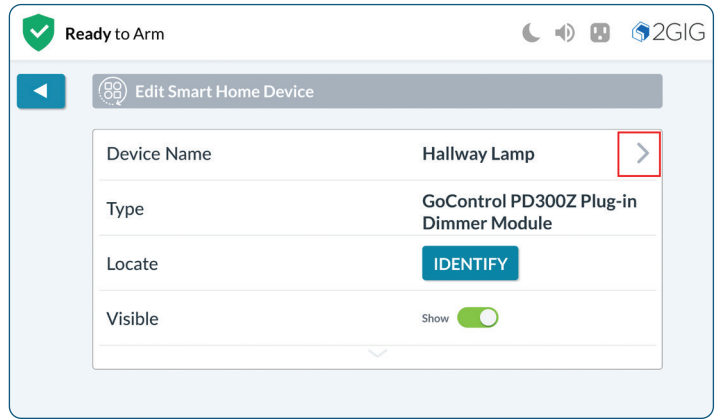 Ready to Arm
2GIG
Edit Smart Home Device
Device Name
Hallway Lamp
Type
GoControl PD300Z Plug-in
Dimmer Module
Locate
IDENTIFY
Visible
Show